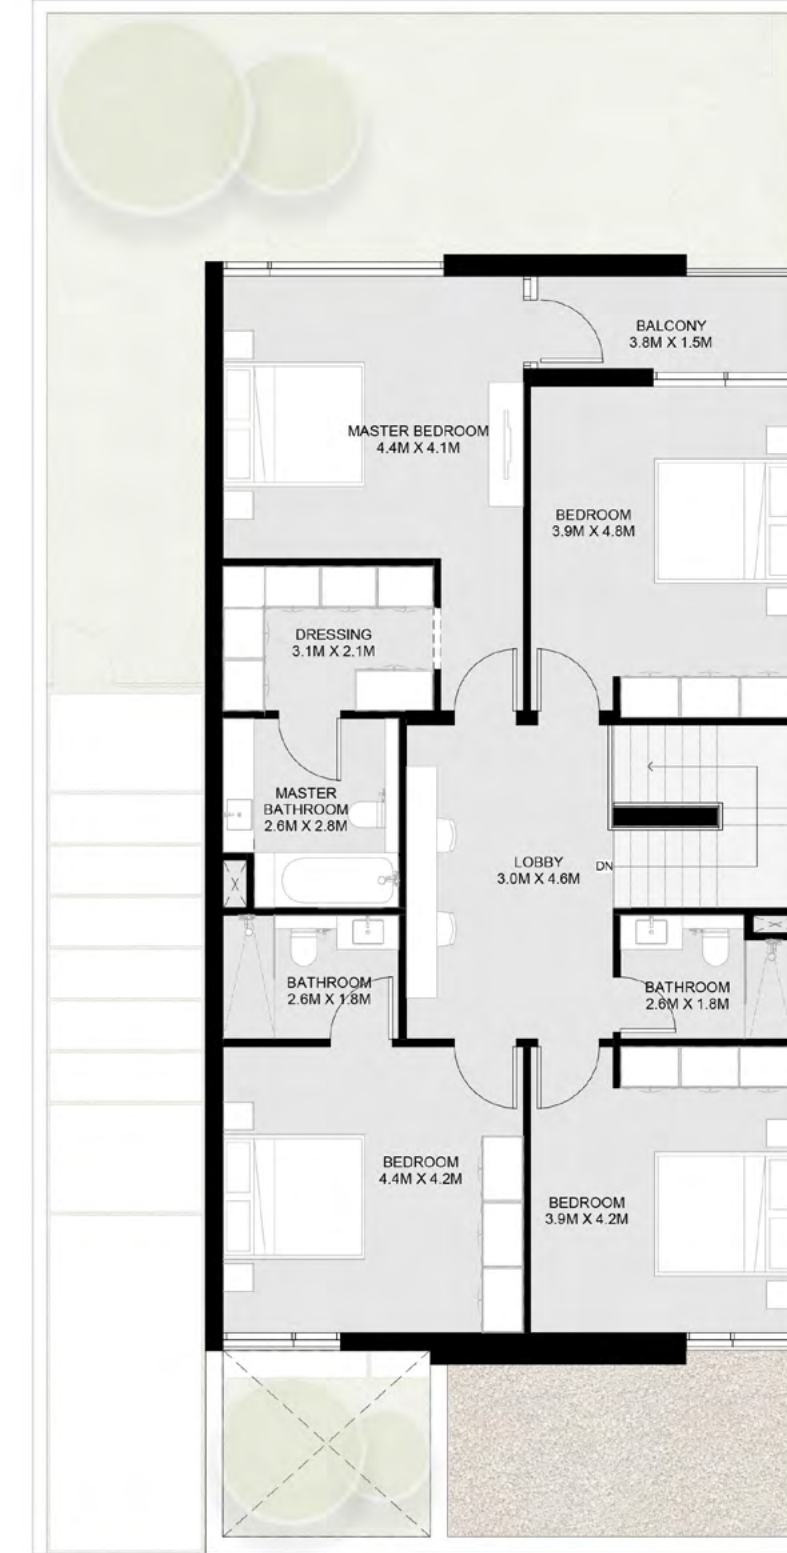 BALCONY
3.8M X 1.5M
MASTER BEDROOM
4.4M X 4.1M
BEDROOM
3.9M X 4.8M
DRESSING
3.1M X 2.1M
MASTER
BATHROOM
2.6M X 2.8M
LOBBY
3.0M X 4.6M
DN
BATHROOM
2.6M X 1.8M
BATHROOM
2.6M X 1.8M
BEDROOM
4.4M X 4.2M
BEDROOM
3.9M X 4.2M